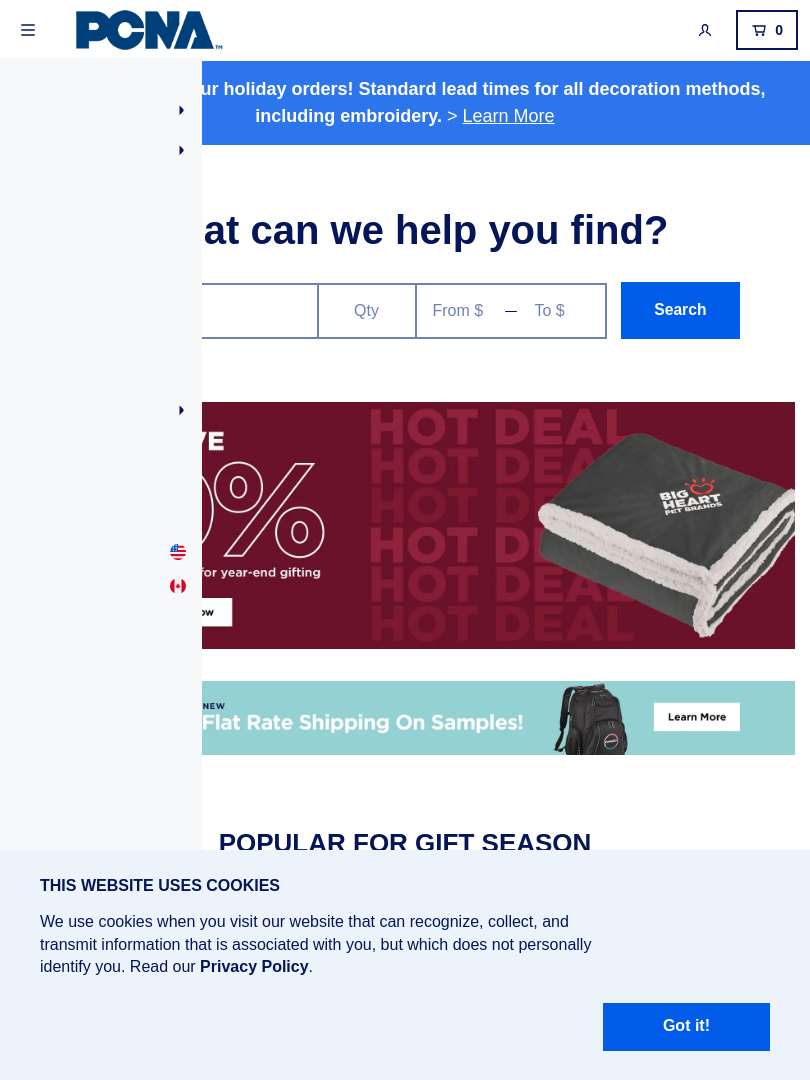 PCNA™
0
ur holiday orders! Standard lead times for all decoration methods,
including embroidery. > Learn More
at can we help you find?
Qty
From $ — To $
Search
HOT DEAL
HOT DEAL
HOT DEAL
HOT DEAL
HOT DEAL
HOT DEAL
VE
0%
for year-end gifting
ow
BIG
HEART
PET BRANDS
NEW
Flat Rate Shipping On Samples!
Learn More
POPULAR FOR GIFT SEASON
THIS WEBSITE USES COOKIES
We use cookies when you visit our website that can recognize, collect, and
transmit information that is associated with you, but which does not personally
identify you. Read our Privacy Policy.
Got it!